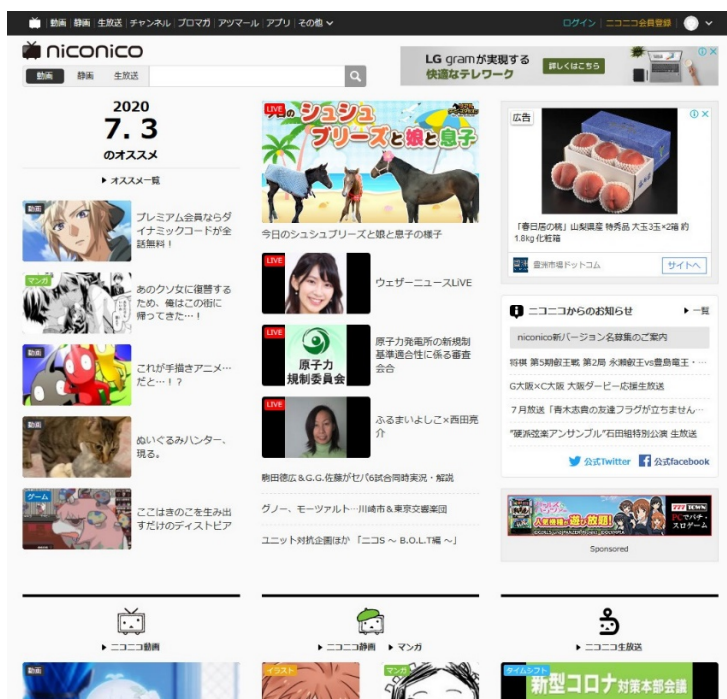 動画 静画 生放送 チャンネル ブロマガ アツマール アプリ その他
ログイン ニコニコ会員登録
niconico
動画 静画 生放送
LG gramが実現する
快適なテレワーク
詳しくはこちら
2020
7. 3
のオススメ
オススメ一覧
動画
プレミアム会員ならダ
イナミックコードが全
話無料！
マンガ
あのクソ女に復讐する
ため、俺はこの街に
帰ってきた…！
動画
これが手描きアニメ…
だと…！？
動画
ぬいぐるみハンター、
現る。
ゲーム
ここはきのこを生み出
すだけのディストピア
LIVE
今日の シュシュ
ブリーズと娘と息子
今日のシュシュブリーズと娘と息子の様子
LIVE
ウェザーニュースLiVE
LIVE
原子力
規制委員会
原子力発電所の新規制
基準適合性に係る審査
会合
LIVE
ふるまいよしこ×西田亮
介
駒田徳広&G.G.佐藤がセパ6試合同時実況・解説
グノー、モーツァルト…川崎市&東京交響楽団
ユニット対抗企画ほか 「ニコS ～ B.O.L.T編 ～」
広告
「春日居の桃」山梨県産 特秀品 大玉3玉×2箱 約
1.8kg 化粧箱
豊洲市場ドットコム
サイトへ
ニコニコからのお知らせ
一覧
niconico新バージョン名募集のご案内
将棋 第5期叡王戦 第2局 永瀬叡王vs豊島竜王・…
G大阪×C大阪 大阪ダービー応援生放送
７月放送「青木志貴の友達フラグが立ちません…
“硬派弦楽アンサンブル”石田組特別公演 生放送
公式Twitter 公式facebook
人気機種が遊び放題!
777 TOWN
PCでパチ・
スロゲーム
Sponsored
ニコニコ動画
ニコニコ静画 マンガ
ニコニコ生放送
動画
イラスト
マンガ
タイムシフト
新型コロナ対策本部会議